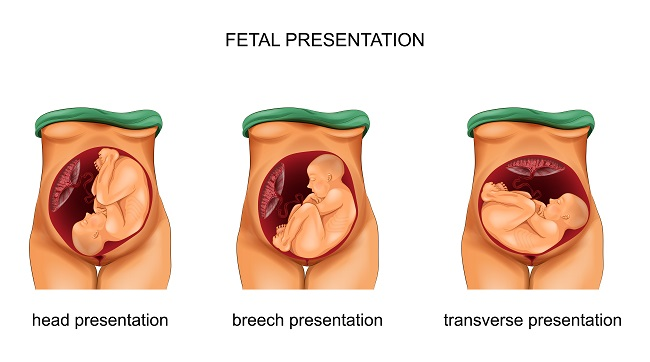 FETAL PRESENTATION
head presentation
breech presentation
transverse presentation